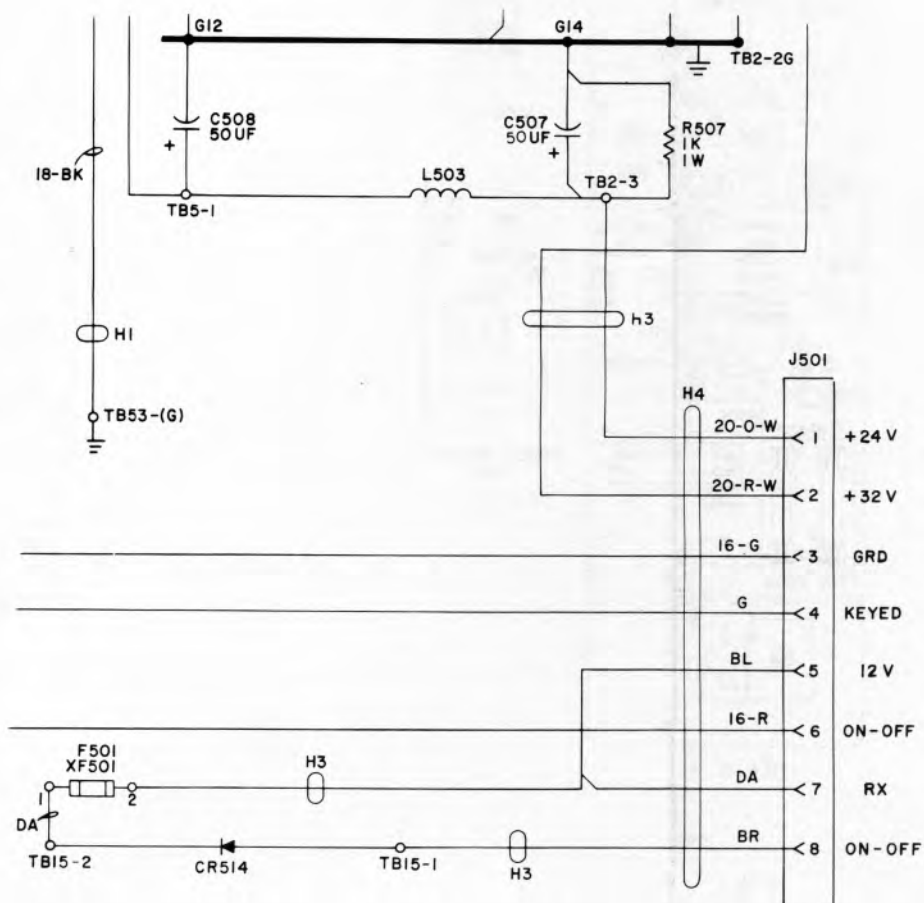 G12
G14
TB2-2G
C508
50UF
+
C507
50UF
+
R507
1K
1W
18-BK
L503
TB5-1
TB2-3
H1
h3
J501
H4
TB53-(G)
20-O-W 1 +24V
20-R-W 2 +32V
16-G 3 GRD
G 4 KEYED
BL 5 12V
16-R 6 ON-OFF
F501
XF501
H3
DA 7 RX
1
2
DA
BR 8 ON-OFF
TB15-2
CR514
TB15-1
H3